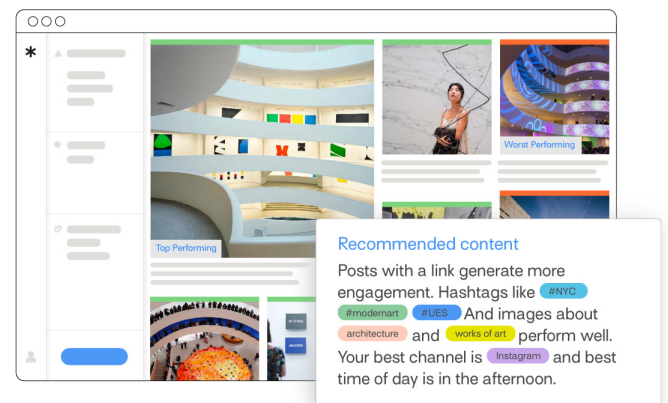 Worst Performing
Top Performing
Recommended content
Posts with a link generate more
engagement. Hashtags like #NYC
#modernart #UES And images about
architecture and works of art perform well.
Your best channel is Instagram and best
time of day is in the afternoon.